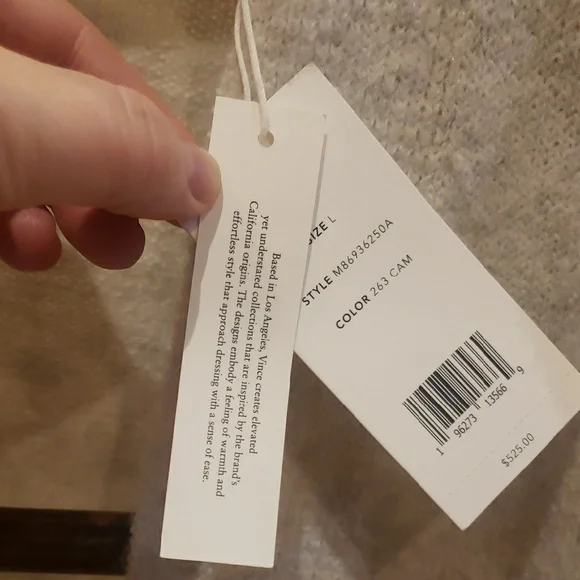 Based in Los Angeles, Vince creates elevated
yet understated collections that are inspired by the brand's
California origins. The designs embody a feeling of warmth and
effortless style that approach dressing with a sense of ease.
SIZE L
STYLE M86936250A
COLOR 263 CAM
1 96273 13566 9
$525.00